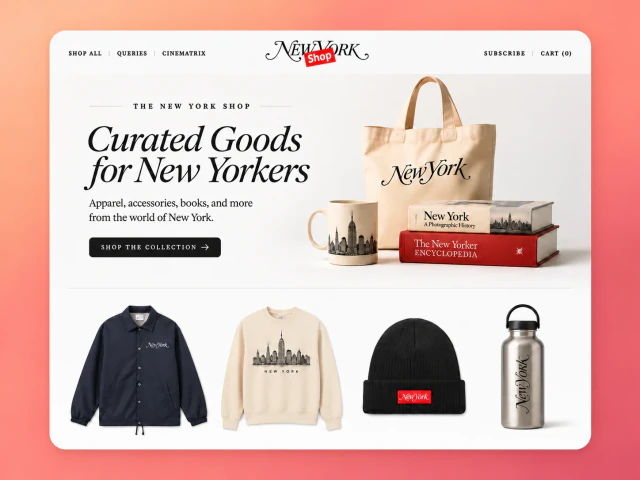 SHOP ALL
QUERIES
CINEMATRIX
NEW YORK
Shop
SUBSCRIBE
CART (0)
THE NEW YORK SHOP
Curated Goods
for New Yorkers
Apparel, accessories, books, and more
from the world of New York.
SHOP THE COLLECTION →
New York
New York
A Photographic History
The New Yorker
ENCYCLOPEDIA
New York
NEW YORK
New York
New York